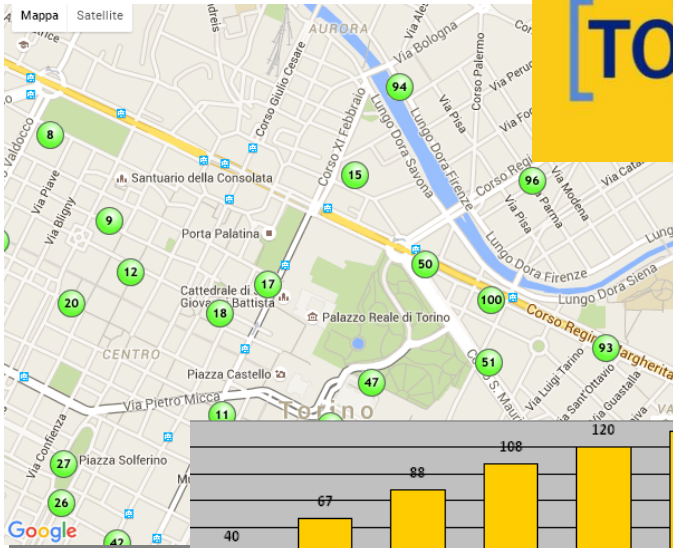 Mappa Satellite
AURORA
Via Bologna
Corso Palermo
[TO
Corso Giulio Cesare
94
Via Pisa
8
Corso XI Febbraio
Lungo Dora Savona
Lungo Dora Firenze
Santuario della Consolata
15
96
Via Modena
Via Piave
Via Bligny
Via Pisa
Parma
9
Porta Palatina
50
Lungo Dora Firenze
Lungo Dora Siena
12
17
Cattedrale di
Giovanni Battista
20
18
Palazzo Reale di Torino
100
Corso Regina Margherita
93
CENTRO
51
Piazza Castello
47
Via Luigi Tarino
Via Sant'Ottavio
Via Guastalla
Via Pietro Micca
11
Torino
Via Confienza
27
Piazza Solferino
26
42
Google
40
67
88
108
120